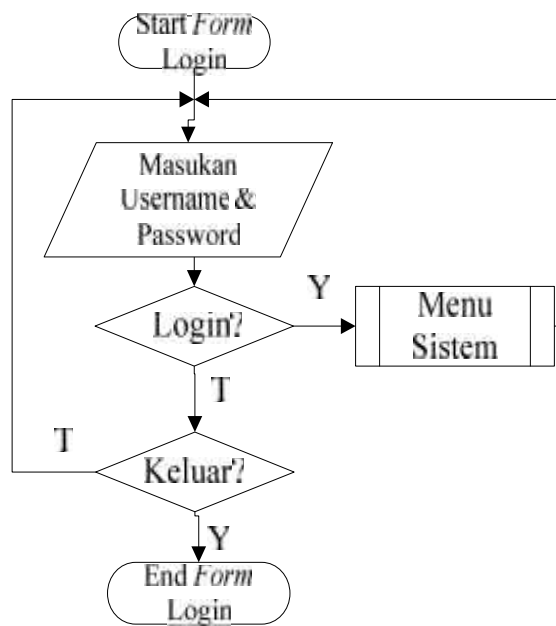 Start Form
Login
Masukan
Username &
Password
Login?
Y
Menu
Sistem
T
T
Keluar?
Y
End Form
Login